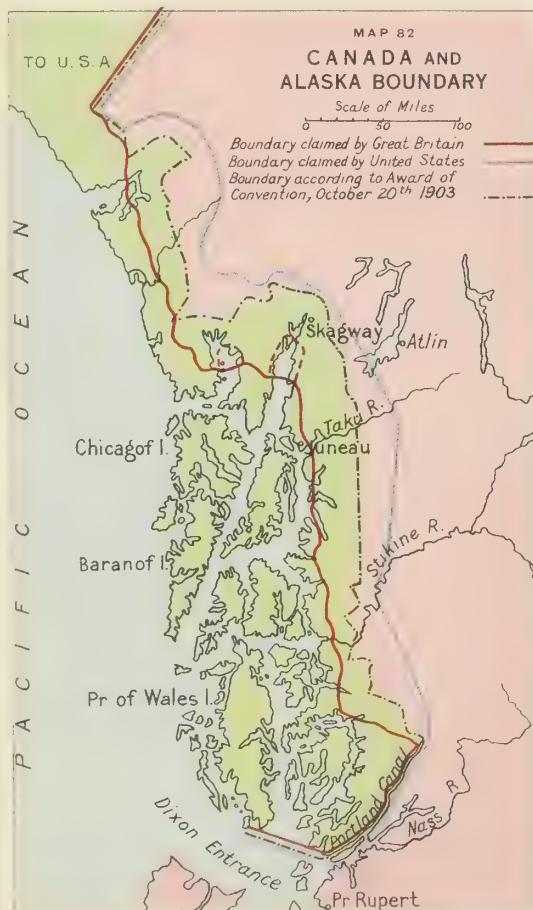 MAP 82
CANADA AND
ALASKA BOUNDARY
Scale of Miles
0 50 100
Boundary claimed by Great Britain
Boundary claimed by United States
Boundary according to Award of
Convention, October 20th 1903
TO U.S.A
PACIFIC OCEAN
Skagway
Atlin
Taku R.
Juneau
Chicagof I.
Stikine R.
Baranof I.
Pr of Wales I.
Portland Canal
Nass R
Dixon Entrance
Pr Rupert